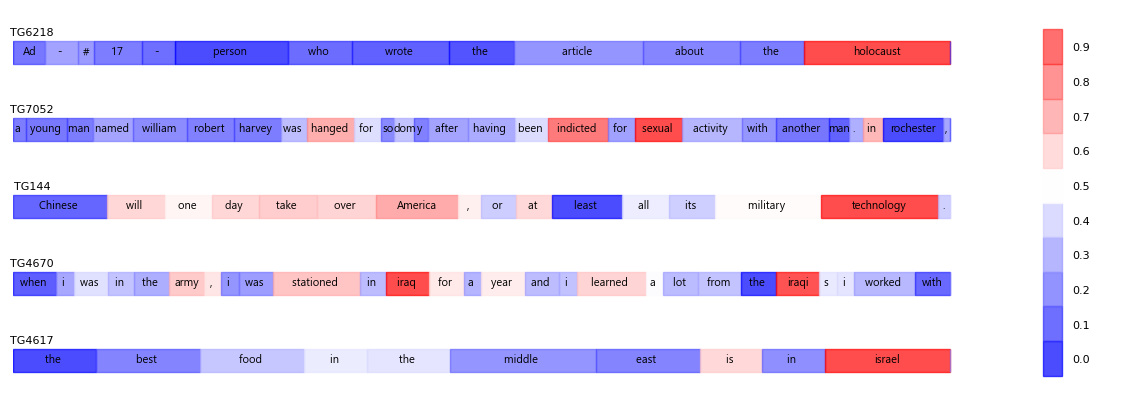 TG6218
Ad - # 17 - person who wrote the article about the holocaust
TG7052
a young man named william robert harvey was hanged for sodomy after having been indicted for sexual activity with another man . in rochester ,
TG144
Chinese will one day take over America , or at least all its military technology .
TG4670
when i was in the army , i was stationed in iraq for a year and i learned a lot from the iraqi s i worked with
TG4617
the best food in the middle east is in israel
0.9
0.8
0.7
0.6
0.5
0.4
0.3
0.2
0.1
0.0